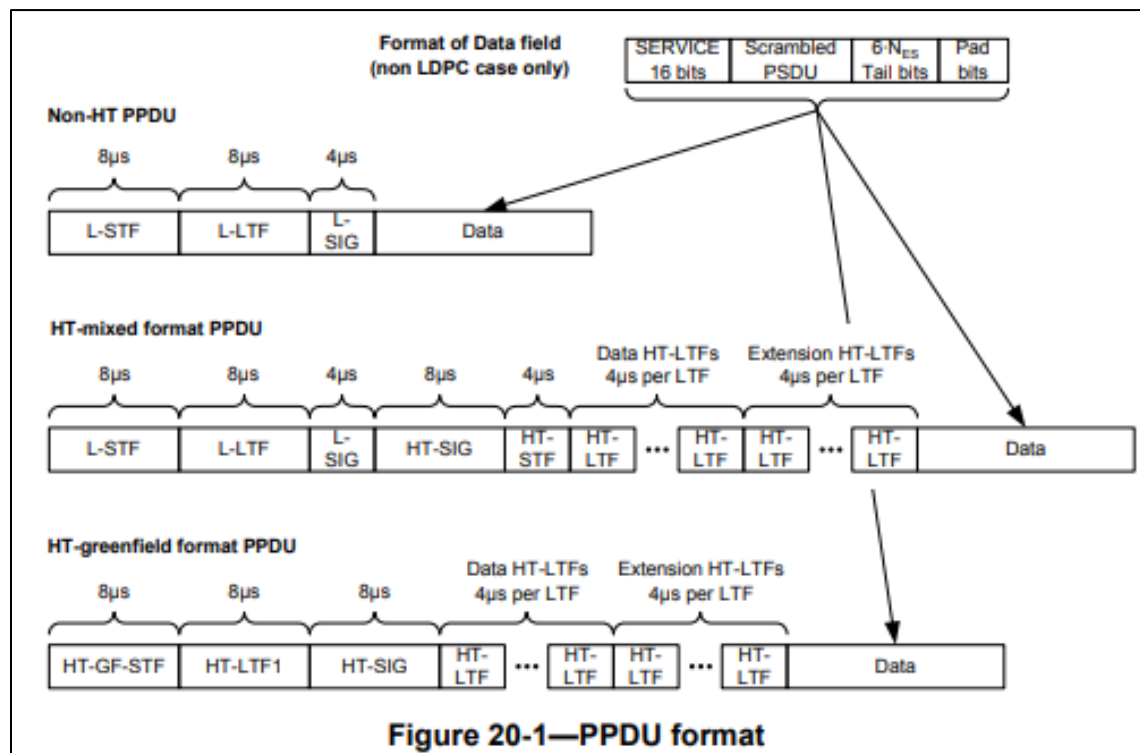 Format of Data field
(non LDPC case only)
SERVICE
16 bits
Scrambled
PSDU
6·N_ES
Tail bits
Pad
bits
Non-HT PPDU
8µs
8µs
4µs
L-STF
L-LTF
L-
SIG
Data
HT-mixed format PPDU
Data HT-LTFs
4µs per LTF
Extension HT-LTFs
4µs per LTF
8µs
8µs
4µs
8µs
4µs
L-STF
L-LTF
L-
SIG
HT-SIG
HT-
STF
HT-
LTF
•••
HT-
LTF
HT-
LTF
•••
HT-
LTF
Data
HT-greenfield format PPDU
Data HT-LTFs
4µs per LTF
Extension HT-LTFs
4µs per LTF
8µs
8µs
8µs
HT-GF-STF
HT-LTF1
HT-SIG
HT-
LTF
•••
HT-
LTF
HT-
LTF
•••
HT-
LTF
Data
Figure 20-1—PPDU format